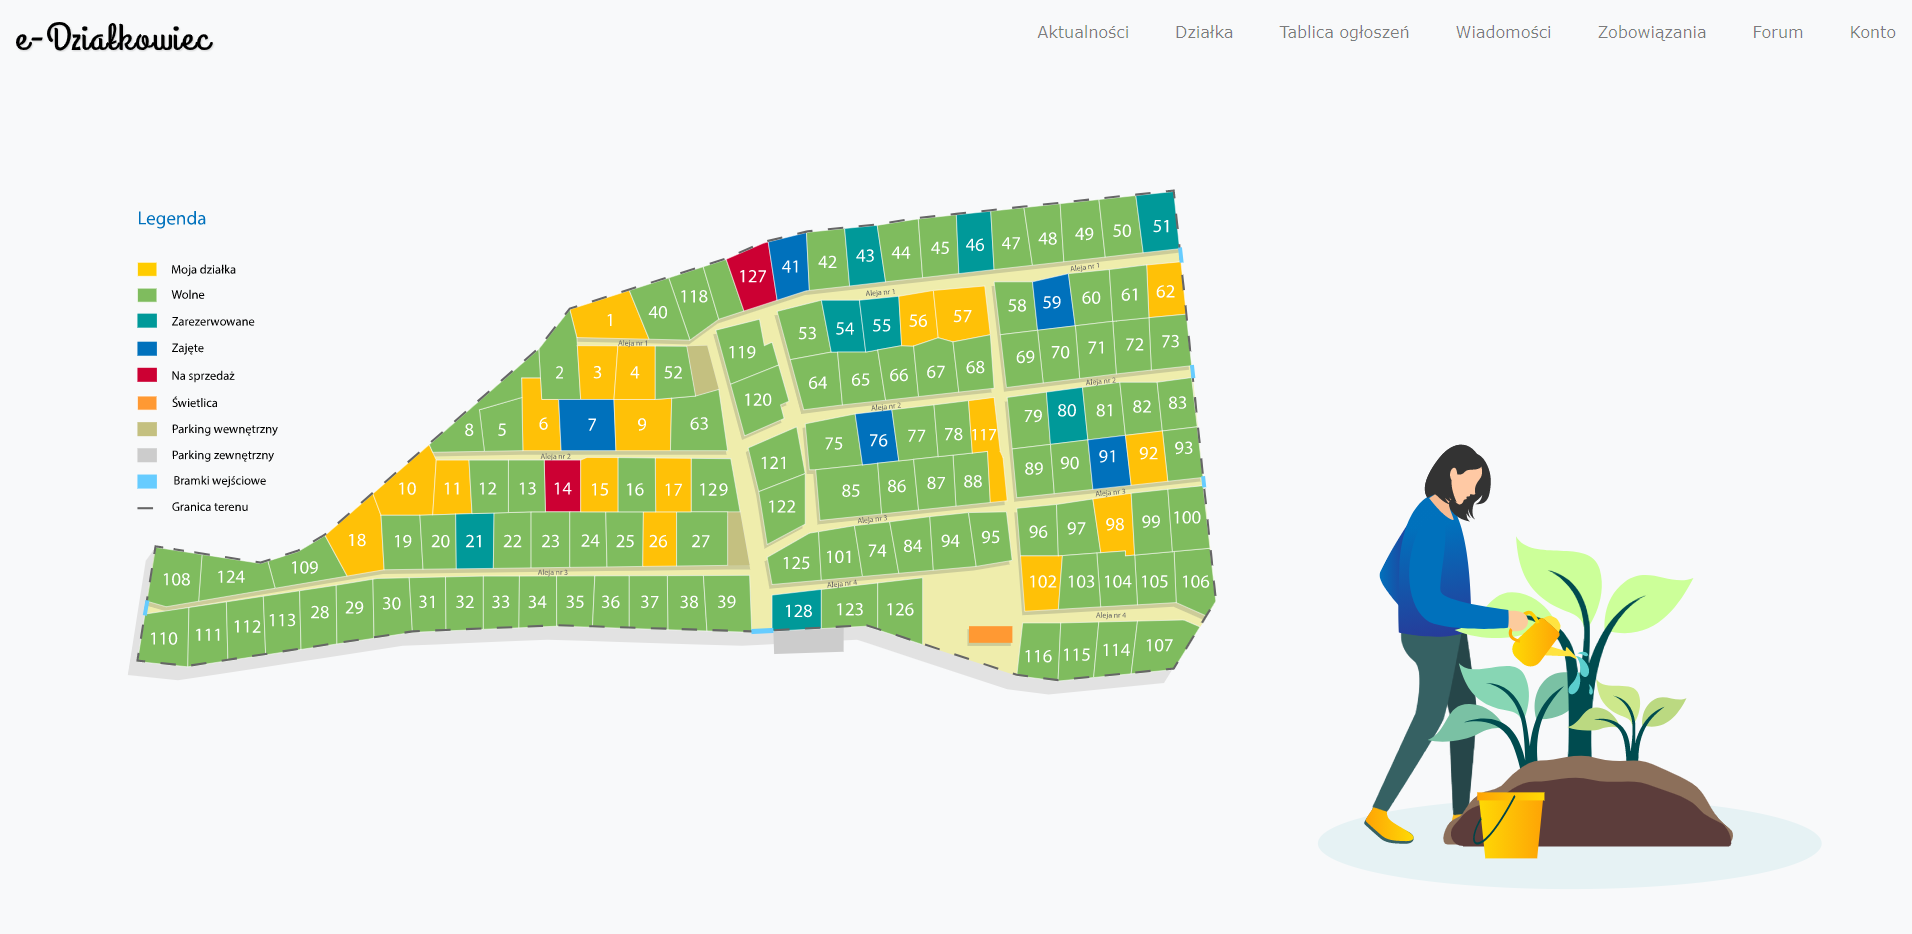 e-Działkowiec
Aktualności Działka Tablica ogłoszeń Wiadomości Zobowiązania Forum Konto
Legenda
Moja działka
Wolne
Zarezerwowane
Zajęte
Na sprzedaż
Świetlica
Parking wewnętrzny
Parking zewnętrzny
Bramki wejściowe
Granica terenu
127 41 42 43 44 45 46 47 48 49 50 51
Aleja nr 1
Aleja nr 1
1 40 118
Aleja nr 1
53 54 55 56 57
58 59 60 61 62
2 3 4 52
119
64 65 66 67 68
69 70 71 72 73
120
Aleja nr 2
Aleja nr 2
8 5 6 7 9 63
75 76 77 78 117
79 80 81 82 83
Aleja nr 2
121
85 86 87 88
89 90 91 92 93
10 11 12 13 14 15 16 17 129
122
Aleja nr 3
Aleja nr 3
18 19 20 21 22 23 24 25 26 27
125 101 74 84 94 95
96 97 98 99 100
108 124 109
Aleja nr 3
Aleja nr 4
102 103 104 105 106
110 111 112 113 28 29 30 31 32 33 34 35 36 37 38 39
128 123 126
Aleja nr 4
116 115 114 107